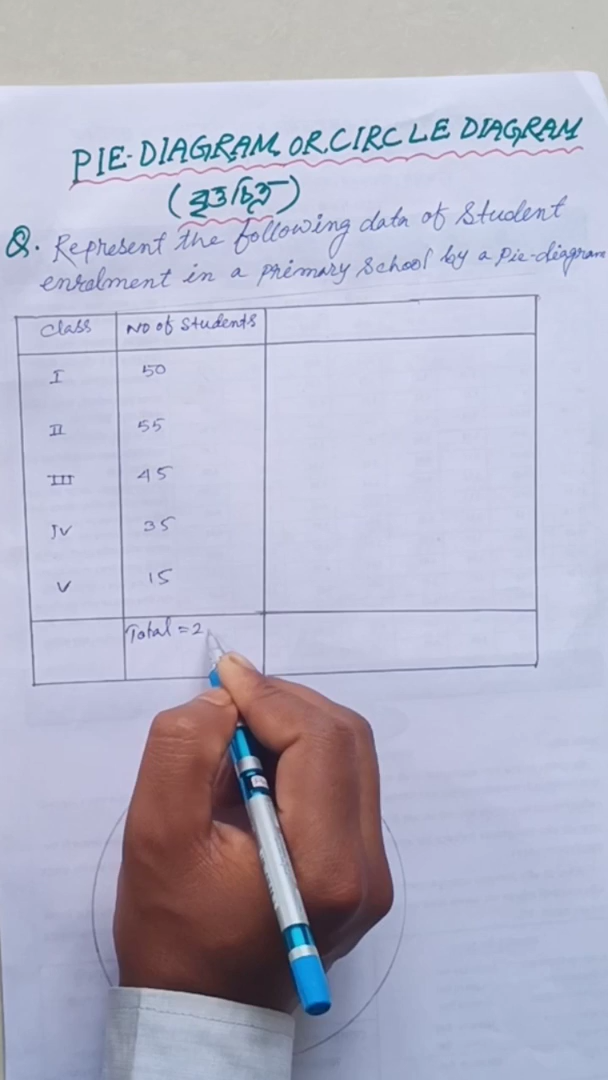 PIE-DIAGRAM OR CIRCLE DIAGRAM
(বৃত্তচিত্র)
Q. Represent the following data of Student
enrolment in a primary School by a Pie-diagram
Class No of Students
I 50
II 55
III 45
IV 35
V 15
Total = 2